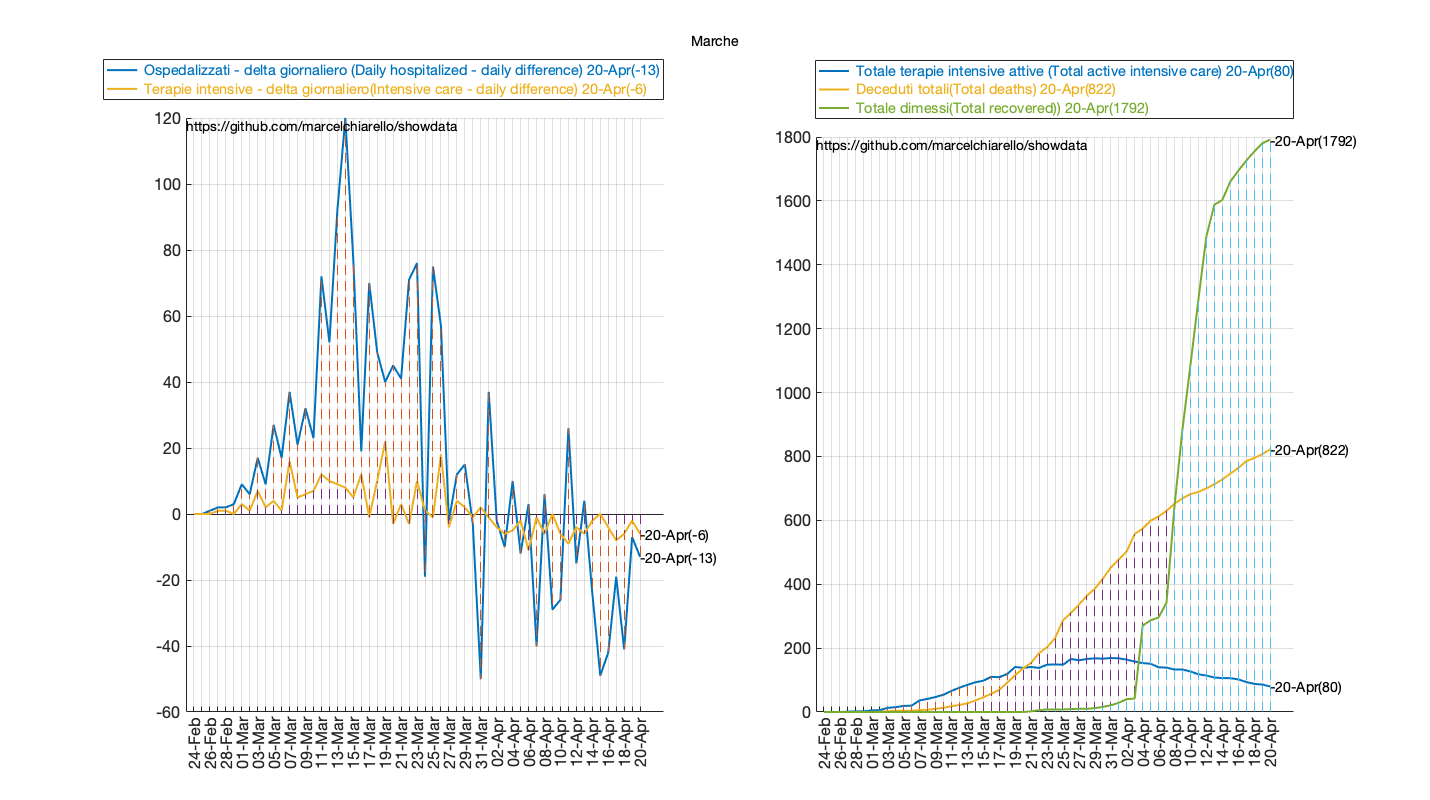 Marche
Ospedalizzati - delta giornaliero (Daily hospitalized - daily difference) 20-Apr(-13)
Terapie intensive - delta giornaliero(Intensive care - daily difference) 20-Apr(-6)
https://github.com/marcelchiarello/showdata
120
100
80
60
40
20
0
-20
-40
-60
-20-Apr(-6)
-20-Apr(-13)
24-Feb
26-Feb
28-Feb
01-Mar
03-Mar
05-Mar
07-Mar
09-Mar
11-Mar
13-Mar
15-Mar
17-Mar
19-Mar
21-Mar
23-Mar
25-Mar
27-Mar
29-Mar
31-Mar
02-Apr
04-Apr
06-Apr
08-Apr
10-Apr
12-Apr
14-Apr
16-Apr
18-Apr
20-Apr
Totale terapie intensive attive (Total active intensive care) 20-Apr(80)
Deceduti totali(Total deaths) 20-Apr(822)
Totale dimessi(Total recovered)) 20-Apr(1792)
https://github.com/marcelchiarello/showdata
1800
1600
1400
1200
1000
800
600
400
200
0
-20-Apr(1792)
-20-Apr(822)
-20-Apr(80)
24-Feb
26-Feb
28-Feb
01-Mar
03-Mar
05-Mar
07-Mar
09-Mar
11-Mar
13-Mar
15-Mar
17-Mar
19-Mar
21-Mar
23-Mar
25-Mar
27-Mar
29-Mar
31-Mar
02-Apr
04-Apr
06-Apr
08-Apr
10-Apr
12-Apr
14-Apr
16-Apr
18-Apr
20-Apr